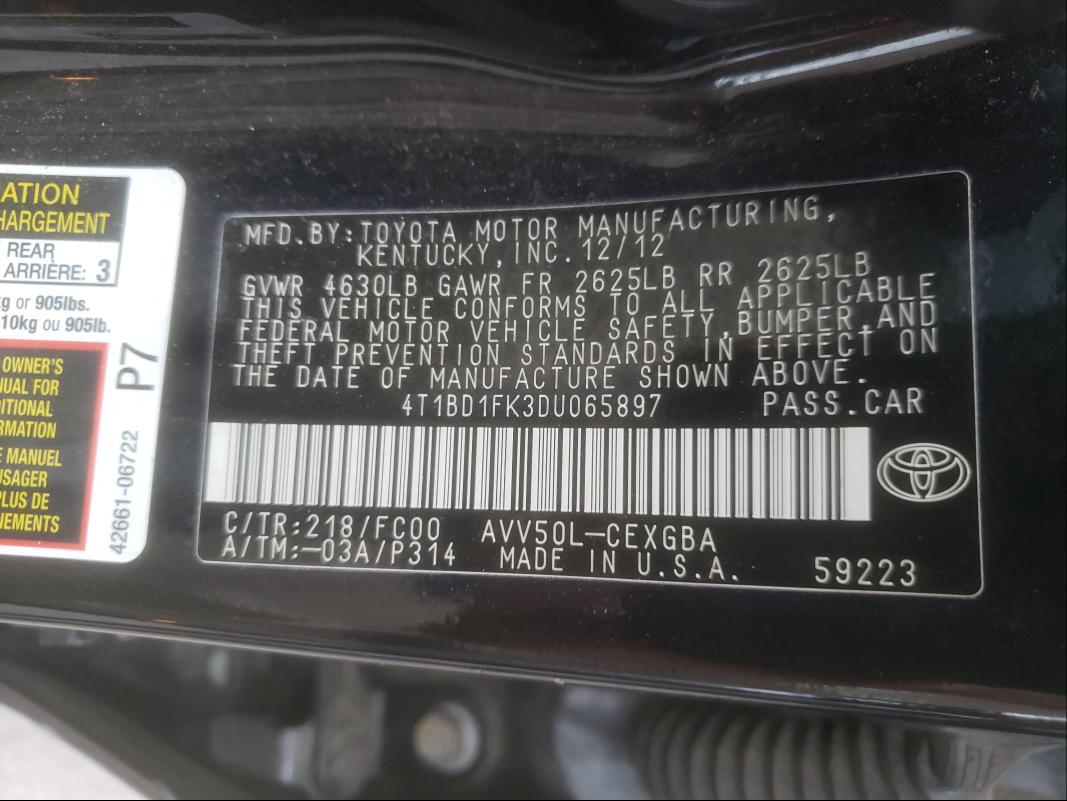 ATION
HARGEMENT
REAR
ARRIÈRE: 3
kg or 905lbs.
10kg ou 905lb.
OWNER'S
UAL FOR
DITIONAL
RMATION
E MANUEL
USAGER
PLUS DE
NEMENTS
P7
42661-06722
MFD.BY:TOYOTA MOTOR MANUFACTURING,
KENTUCKY, INC. 12/12
GVWR 4630LB GAWR FR 2625LB RR 2625LB
THIS VEHICLE CONFORMS TO ALL APPLICABLE
FEDERAL MOTOR VEHICLE SAFETY, BUMPER, AND
THEFT PREVENTION STANDARDS IN EFFECT ON
THE DATE OF MANUFACTURE SHOWN ABOVE.
4T1BD1FK3DU065897 PASS.CAR
C/TR:218/FC00 AVV50L-CEXGBA
A/TM:-03A/P314 MADE IN U.S.A. 59223